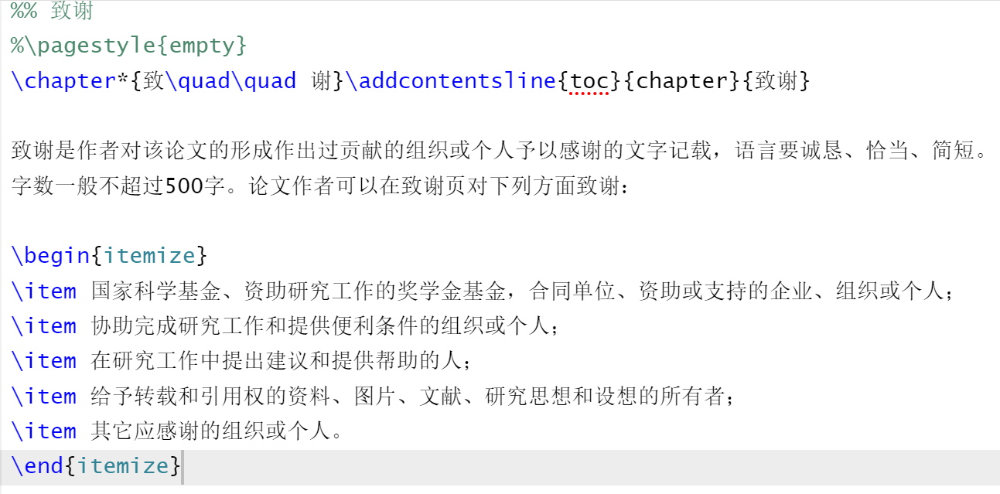 %% 致谢
%\pagestyle{empty}
\chapter*{致\quad\quad 谢}\addcontentsline{toc}{chapter}{致谢}
致谢是作者对该论文的形成作出过贡献的组织或个人予以感谢的文字记载，语言要诚恳、恰当、简短。
字数一般不超过500字。论文作者可以在致谢页对下列方面致谢：
\begin{itemize}
\item 国家科学基金、资助研究工作的奖学金基金，合同单位、资助或支持的企业、组织或个人；
\item 协助完成研究工作和提供便利条件的组织或个人；
\item 在研究工作中提出建议和提供帮助的人；
\item 给予转载和引用权的资料、图片、文献、研究思想和设想的所有者；
\item 其它应感谢的组织或个人。
\end{itemize}